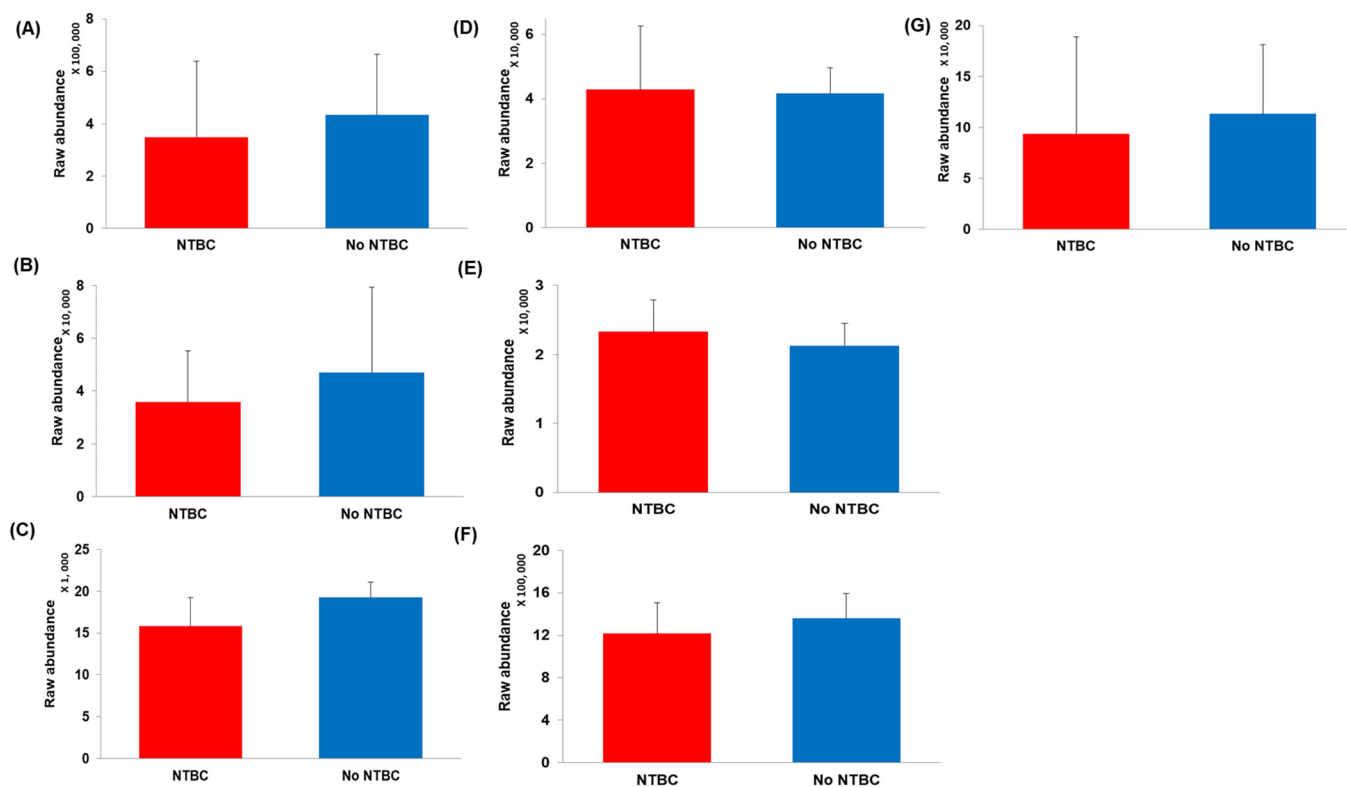 (A)
Raw abundance
X 100, 000
8
6
4
2
0
NTBC
No NTBC
(B)
Raw abundance
X 10, 000
8
6
4
2
0
NTBC
No NTBC
(C)
Raw abundance
X 1, 000
25
20
15
10
5
0
NTBC
No NTBC
(D)
Raw abundance
X 10, 000
6
4
2
0
NTBC
No NTBC
(E)
Raw abundance
X 10, 000
3
2
1
0
NTBC
No NTBC
(F)
Raw abundance
X 100, 000
20
16
12
8
4
0
NTBC
No NTBC
(G)
Raw abundance
X 10, 000
20
15
10
5
0
NTBC
No NTBC